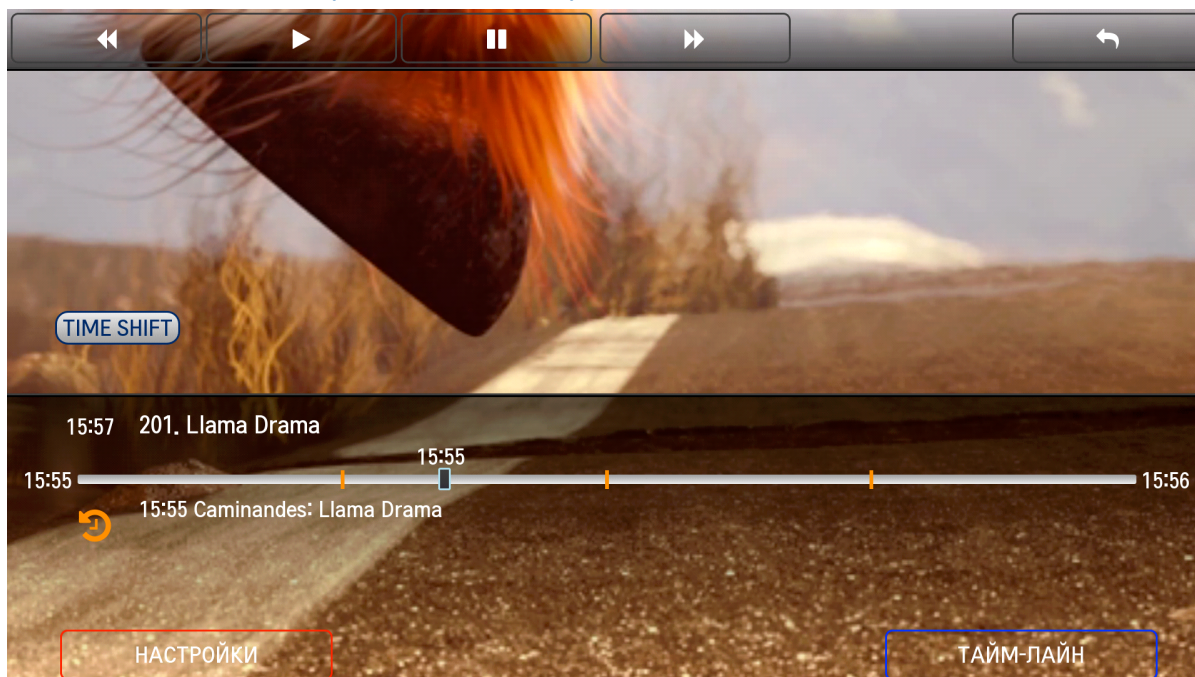 TIME SHIFT
15:57 201. Llama Drama
15:55
15:55 15:56
15:55 Caminandes: Llama Drama
НАСТРОЙКИ ТАЙМ-ЛАЙН